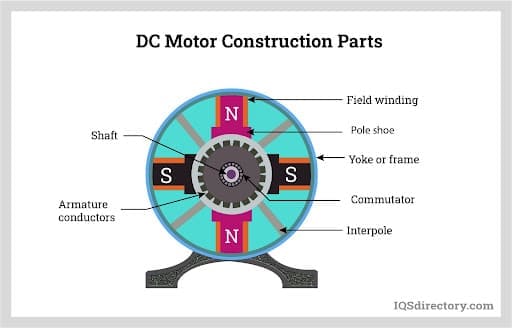 DC Motor Construction Parts
Field winding
N
Pole shoe
Shaft
Yoke or frame
S
S
Commutator
Armature
conductors
Interpole
N
IQSdirectory.com